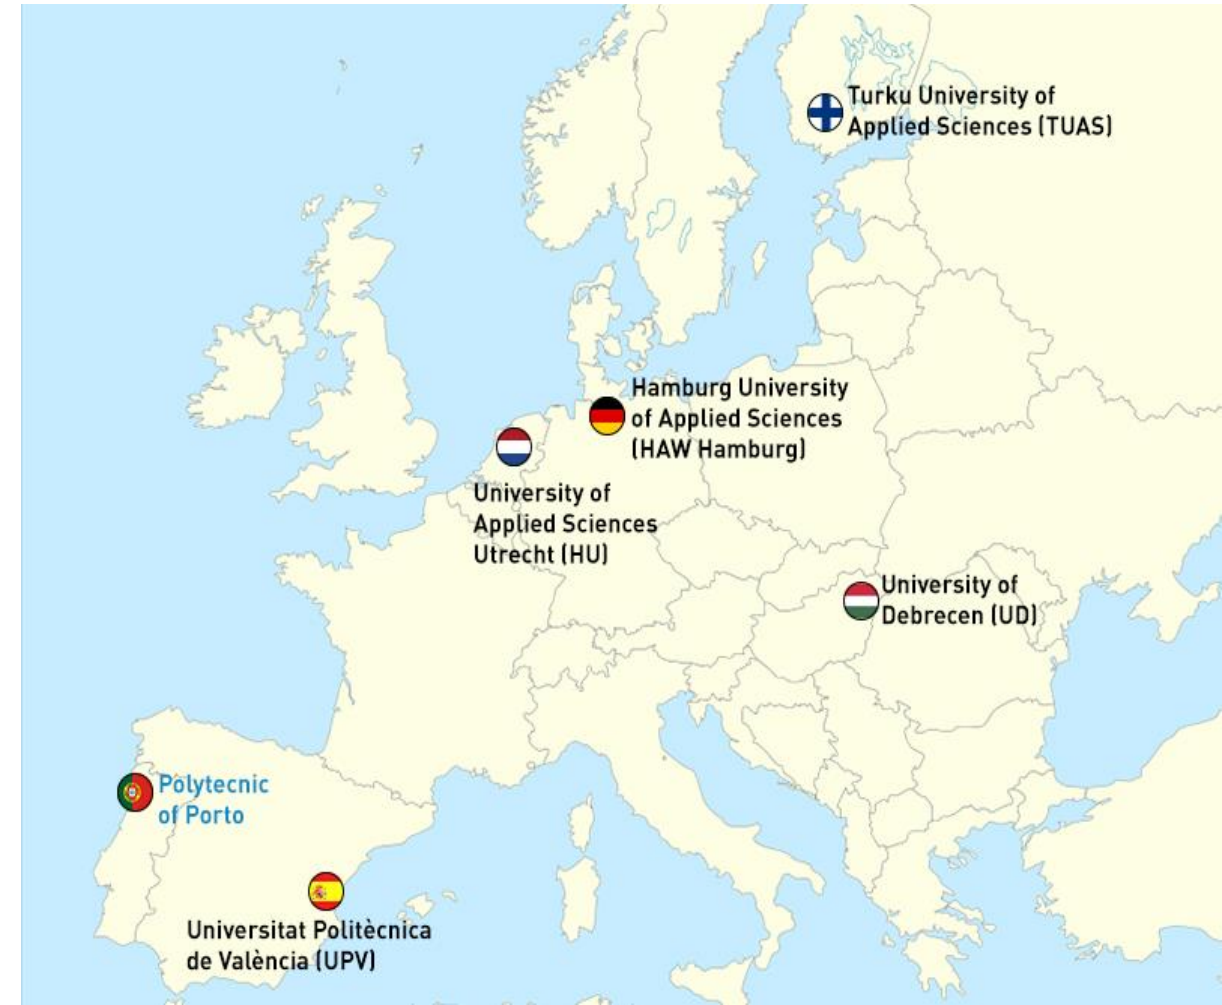 Turku University of
Applied Sciences (TUAS)
Hamburg University
of Applied Sciences
(HAW Hamburg)
University of
Applied Sciences
Utrecht (HU)
University of
Debrecen (UD)
Polytecnic
of Porto
Universitat Politècnica
de València (UPV)